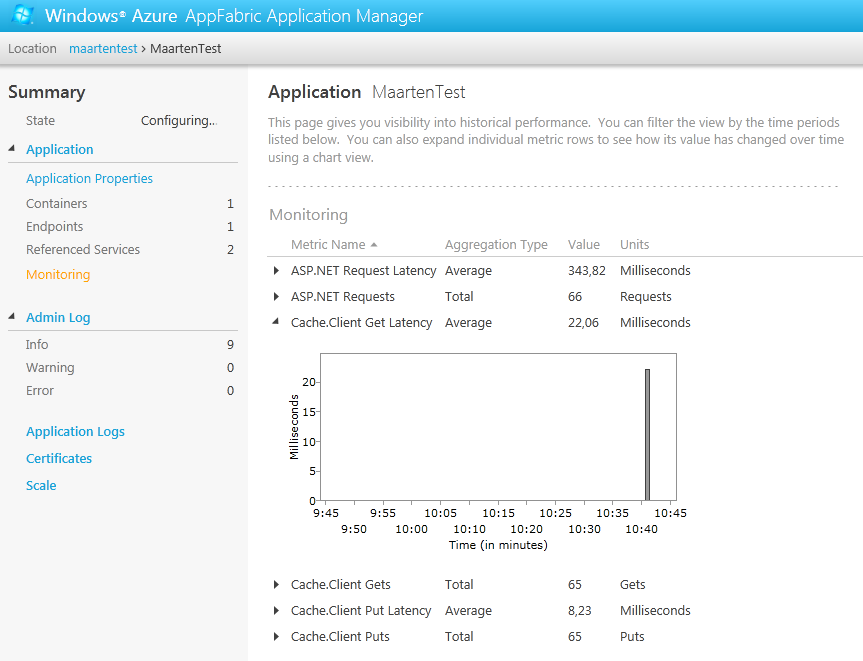 Windows® Azure AppFabric Application Manager
Location maartentest › MaartenTest
Summary
State Configuring...
Application
Application Properties
Containers 1
Endpoints 1
Referenced Services 2
Monitoring
Admin Log
Info 9
Warning 0
Error 0
Application Logs
Certificates
Scale
Application MaartenTest
This page gives you visibility into historical performance. You can filter the view by the time periods
listed below. You can also expand individual metric rows to see how its value has changed over time
using a chart view.
Monitoring
Metric Name Aggregation Type Value Units
ASP.NET Request Latency Average 343,82 Milliseconds
ASP.NET Requests Total 66 Requests
Cache.Client Get Latency Average 22,06 Milliseconds
Milliseconds
20
15
10
5
0
9:45 9:55 10:05 10:15 10:25 10:35 10:45
9:50 10:00 10:10 10:20 10:30 10:40
Time (in minutes)
Cache.Client Gets Total 65 Gets
Cache.Client Put Latency Average 8,23 Milliseconds
Cache.Client Puts Total 65 Puts